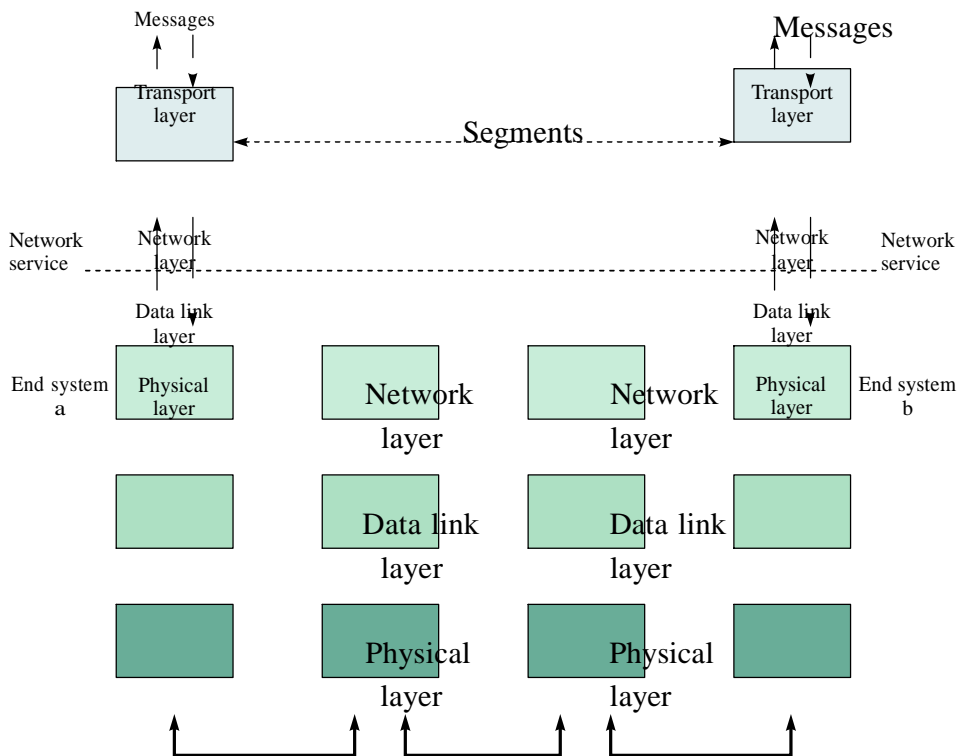 Messages
Messages
Transport
layer
Transport
layer
Segments
Network
service
Network
layer
Network
layer
Network
service
Data link
layer
Data link
layer
End system
a
Physical
layer
Network
layer
Network
layer
Physical
layer
End system
b
Data link
layer
Data link
layer
Physical
layer
Physical
layer